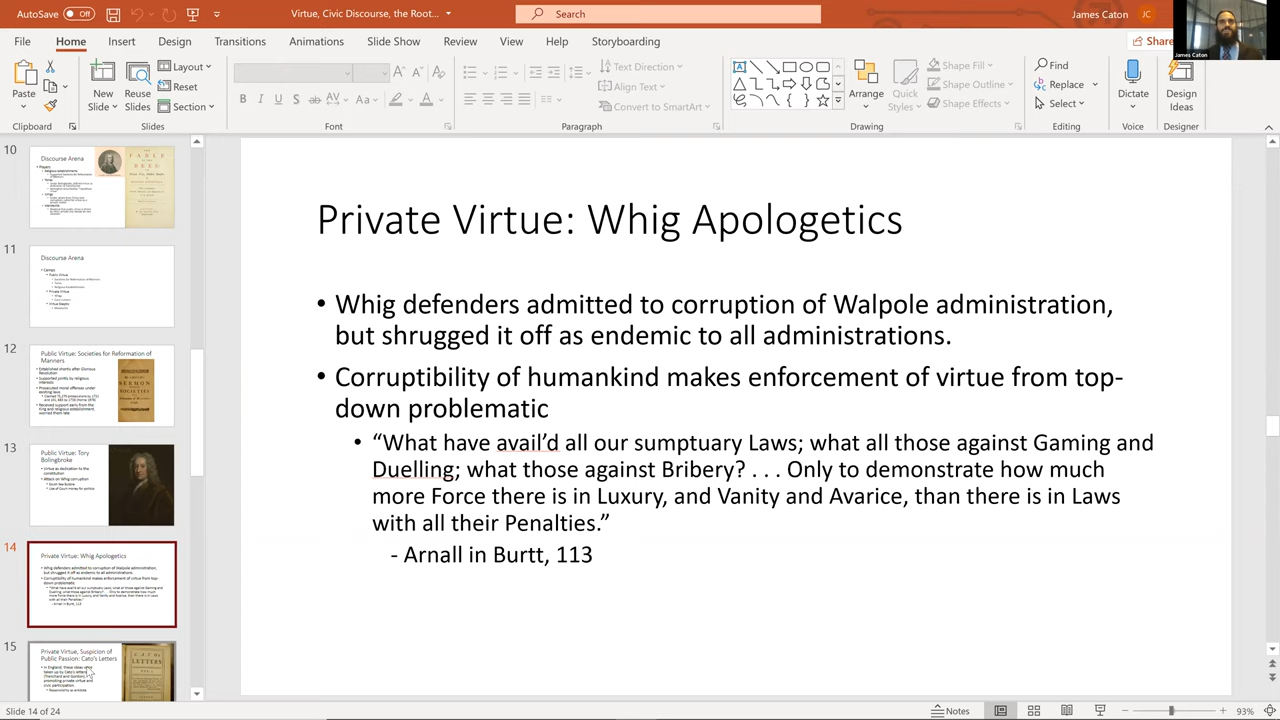 AutoSave Off Virtue, Civic Discourse, the Root... Search James Caton JC
File Home Insert Design Transitions Animations Slide Show Review View Help Storyboarding Share
James Caton
Paste New Slide Reuse Slides Layout Reset Section Text Direction Align Text Convert to SmartArt Arrange Quick Styles Shape Fill Shape Outline Shape Effects Find Replace Select Dictate Design Ideas
Clipboard Slides Font Paragraph Drawing Editing Voice Designer
10
Discourse Arena
11
Discourse Arena
12
Public Virtue: Societies for Reformation of
Manners
13
Public Virtue: Tory
Bolingbroke
14
Private Virtue: Whig Apologetics
15
Private Virtue, Suspicion of
Public Passion: Cato's Letters
Private Virtue: Whig Apologetics
• Whig defenders admitted to corruption of Walpole administration,
but shrugged it off as endemic to all administrations.
• Corruptibility of humankind makes enforcement of virtue from top-
down problematic
• “What have avail’d all our sumptuary Laws; what all those against Gaming and
Duelling; what those against Bribery? . . . Only to demonstrate how much
more Force there is in Luxury, and Vanity and Avarice, than there is in Laws
with all their Penalties.”
- Arnall in Burtt, 113
Slide 14 of 24 Notes 93%